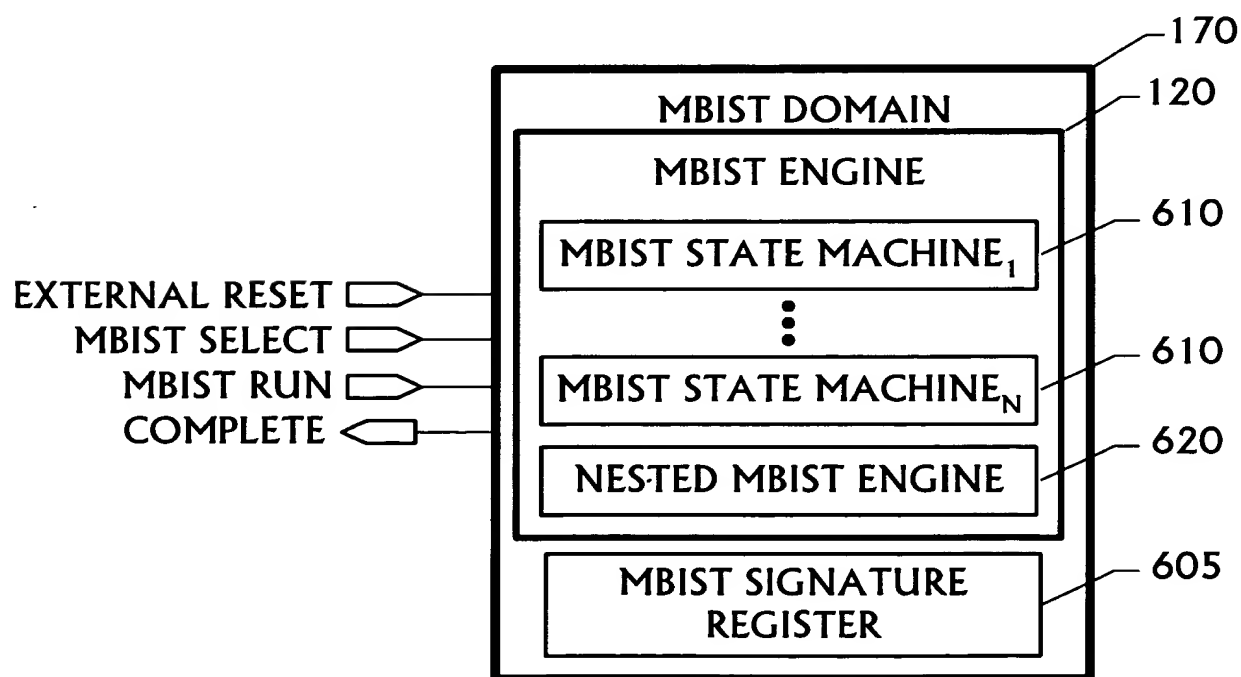 170
MBIST DOMAIN
120
MBIST ENGINE
MBIST STATE MACHINE1
610
EXTERNAL RESET
MBIST SELECT
MBIST RUN
COMPLETE
MBIST STATE MACHINEN
610
NESTED MBIST ENGINE
620
MBIST SIGNATURE
REGISTER
605